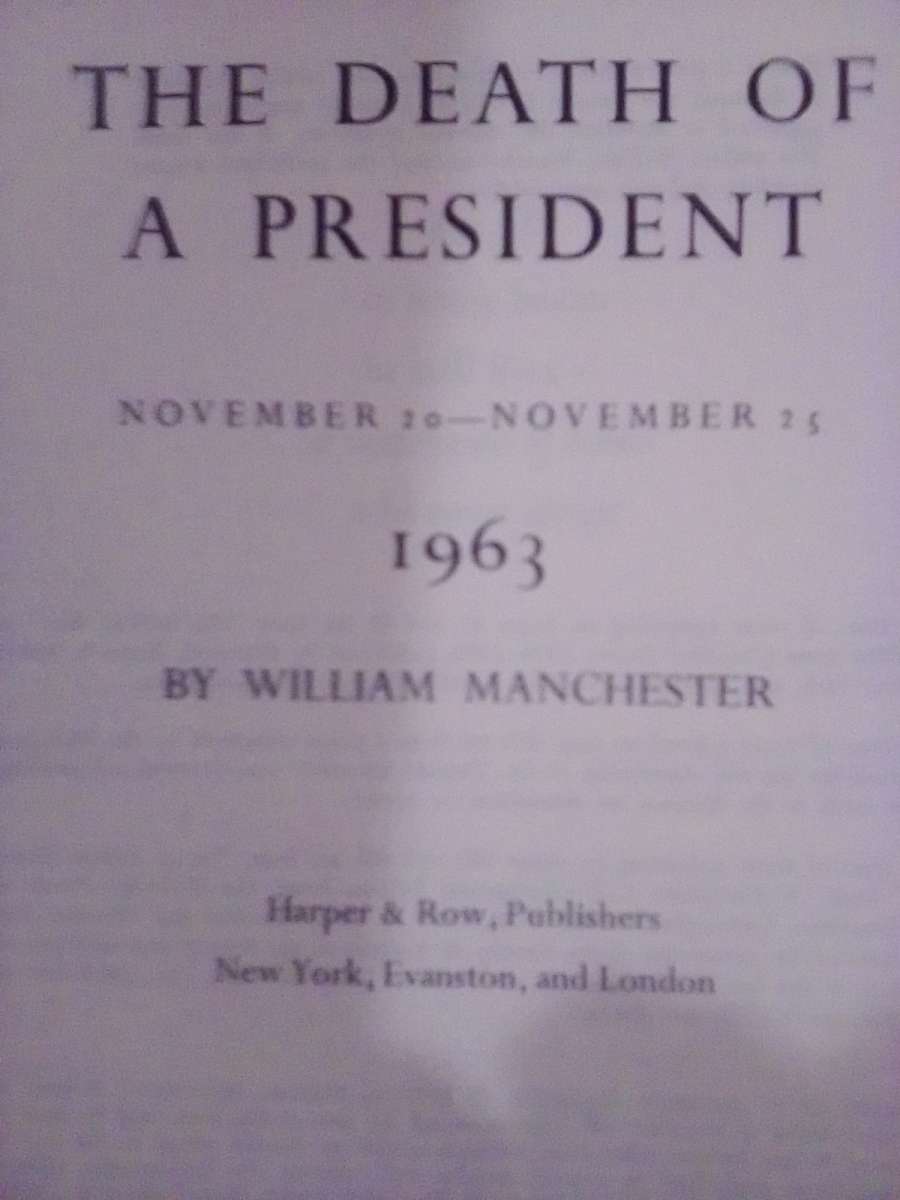 THE DEATH OF
A PRESIDENT
NOVEMBER 20—NOVEMBER 25
1963
BY WILLIAM MANCHESTER
Harper & Row, Publishers
New York, Evanston, and London